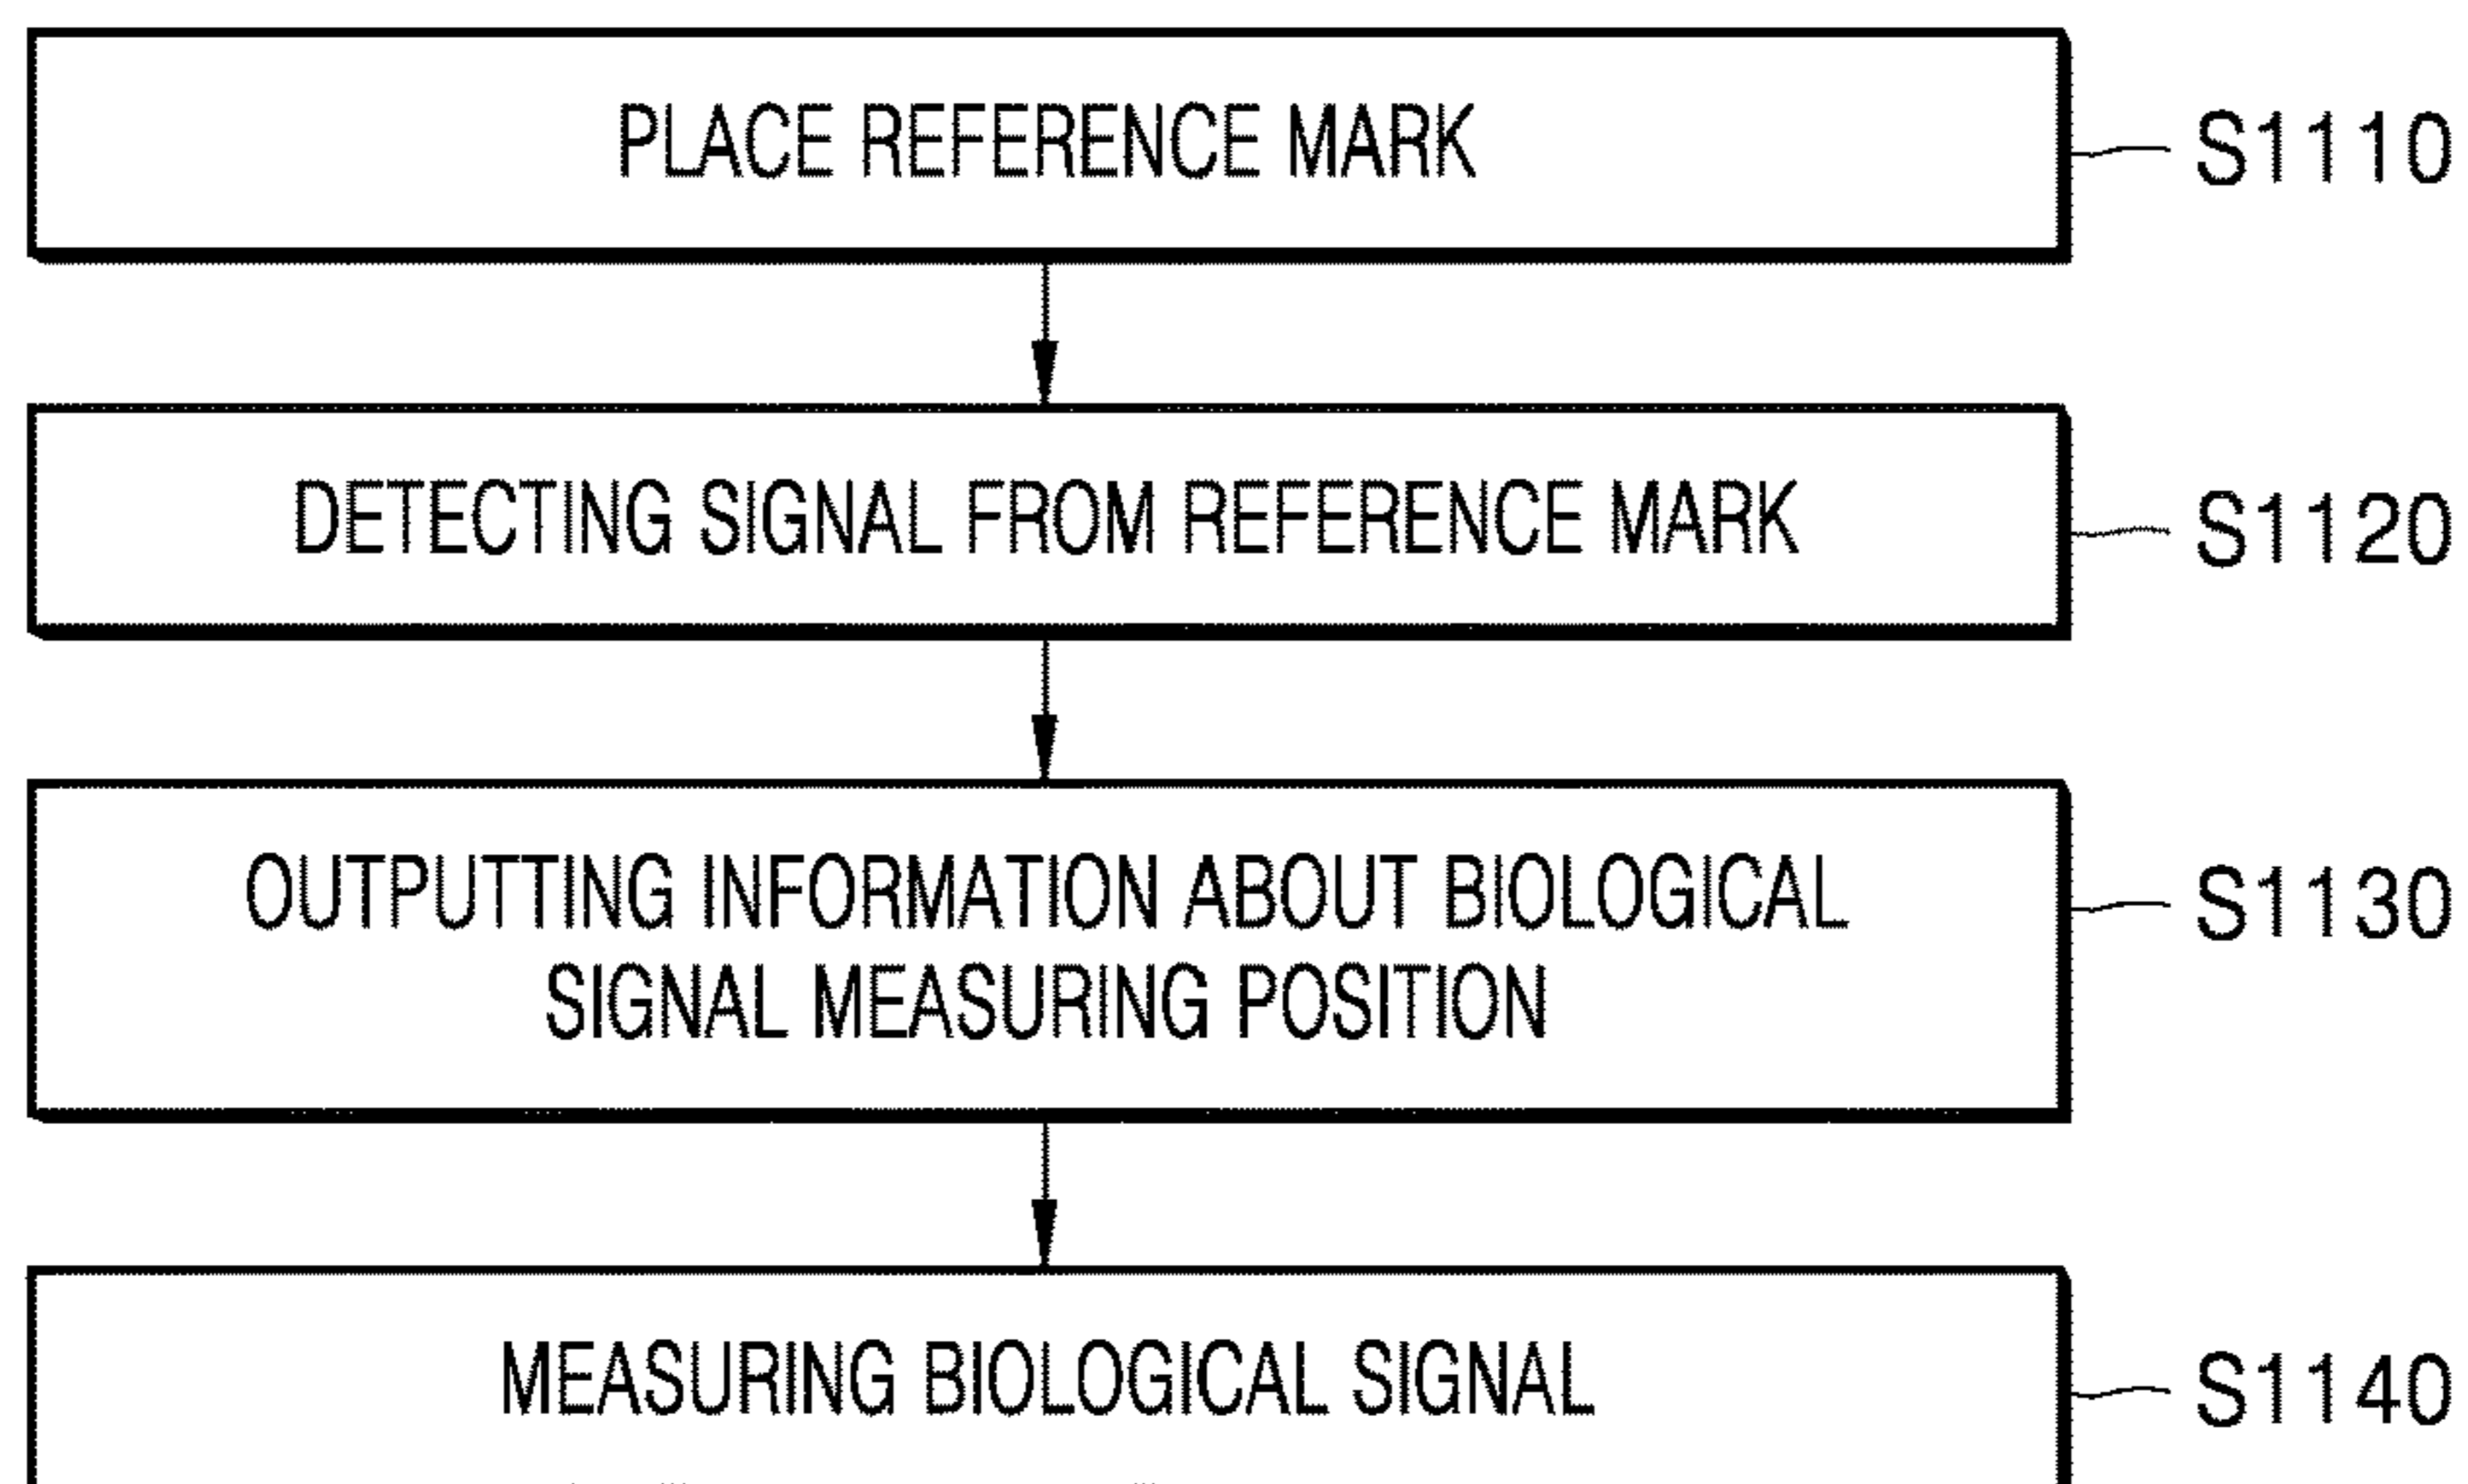 PLACE REFERENCE MARK
S1110
DETECTING SIGNAL FROM REFERENCE MARK
S1120
OUTPUTTING INFORMATION ABOUT BIOLOGICAL
SIGNAL MEASURING POSITION
S1130
MEASURING BIOLOGICAL SIGNAL
S1140